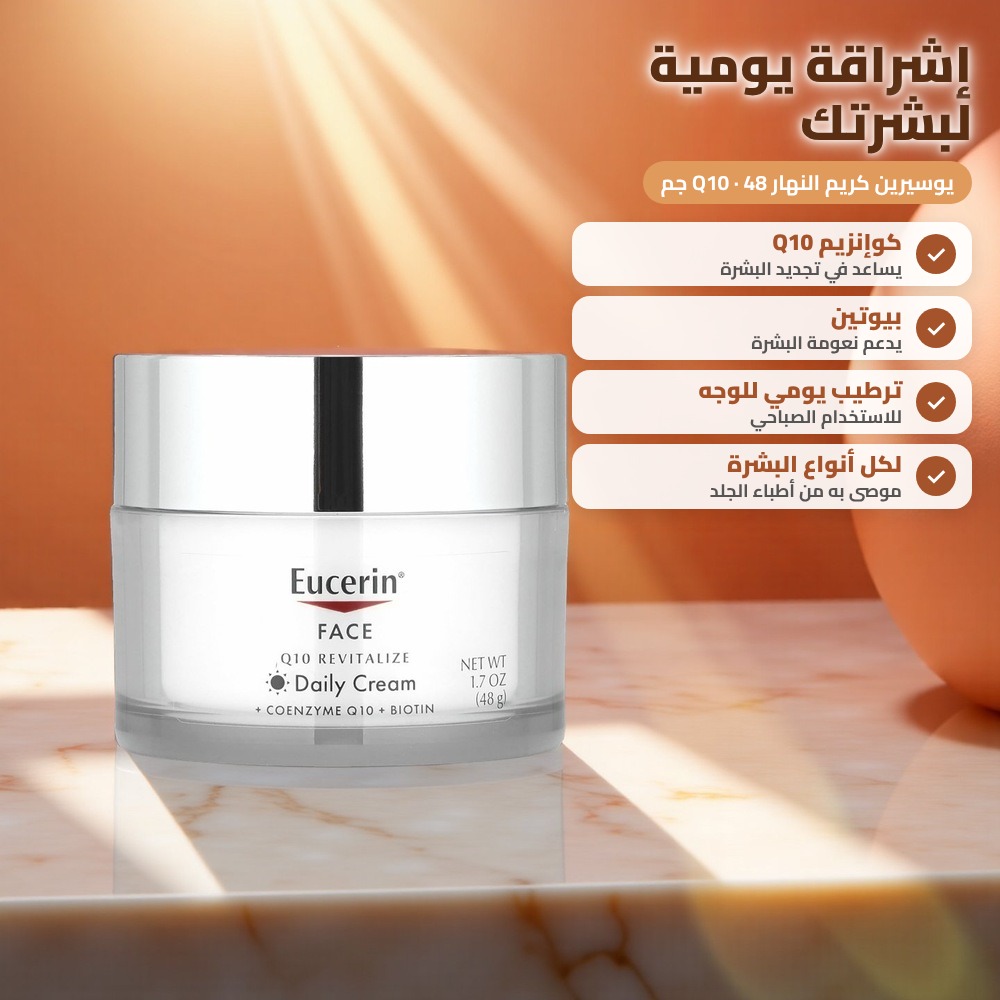 إشراقة يومية
لبشرتك
يوسيرين كريم النهار Q10 · 48 جم
كوإنزيم Q10
يساعد في تجديد البشرة
بيوتين
يدعم نعومة البشرة
ترطيب يومي للوجه
للاستخدام الصباحي
لكل أنواع البشرة
موصى به من أطباء الجلد
Eucerin®
FACE
Q10 REVITALIZE
Daily Cream
+ COENZYME Q10 + BIOTIN
NET WT
1.7 OZ
(48 g)